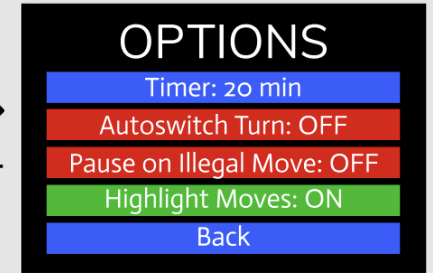 OPTIONS
Timer: 20 min
Autoswitch Turn: OFF
Pause on Illegal Move: OFF
Highlight Moves: ON
Back